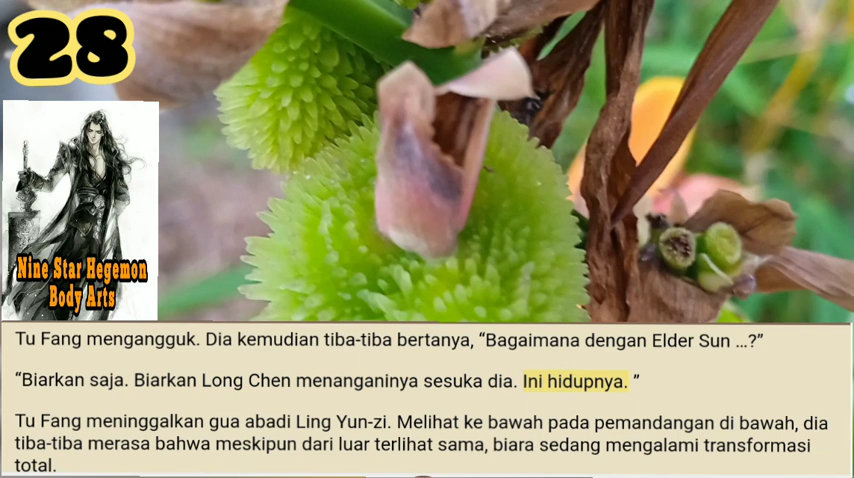 28
Nine Star Hegemon
Body Arts
Tu Fang mengangguk. Dia kemudian tiba-tiba bertanya, “Bagaimana dengan Elder Sun ...?”
“Biarkan saja. Biarkan Long Chen menanganinya sesuka dia. Ini hidupnya. ”
Tu Fang meninggalkan gua abadi Ling Yun-zi. Melihat ke bawah pada pemandangan di bawah, dia
tiba-tiba merasa bahwa meskipun dari luar terlihat sama, biara sedang mengalami transformasi
total.